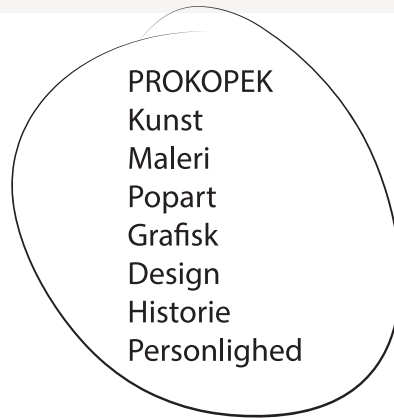 PROKOPEK
Kunst
Maleri
Popart
Grafisk
Design
Historie
Personlighed